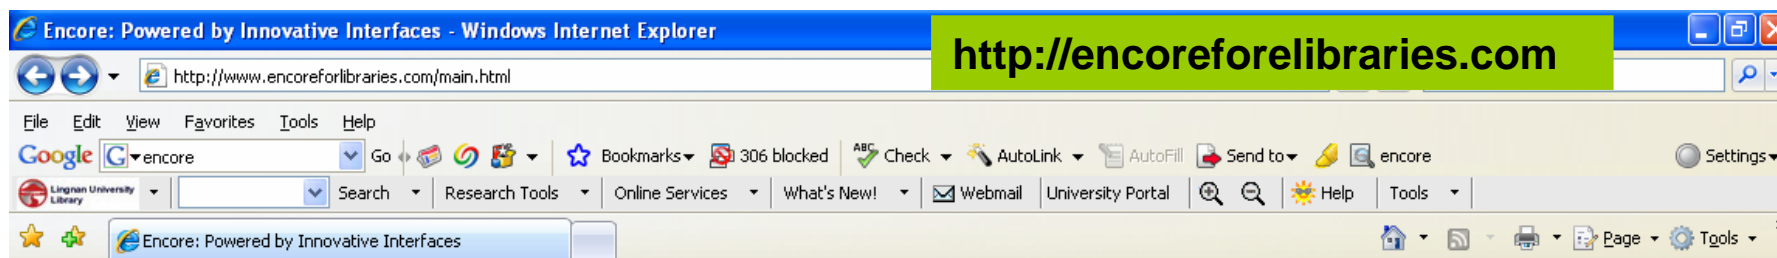 Encore: Powered by Innovative Interfaces - Windows Internet Explorer
http://encoreforelibraries.com
http://www.encoreforlibraries.com/main.html
File Edit View Favorites Tools Help
Google G encore Go Bookmarks 306 blocked ABC Check AutoLink AutoFill Send to encore Settings
Lingnan University Library Search Research Tools Online Services What's New! Webmail University Portal Help Tools
Encore: Powered by Innovative Interfaces Page Tools